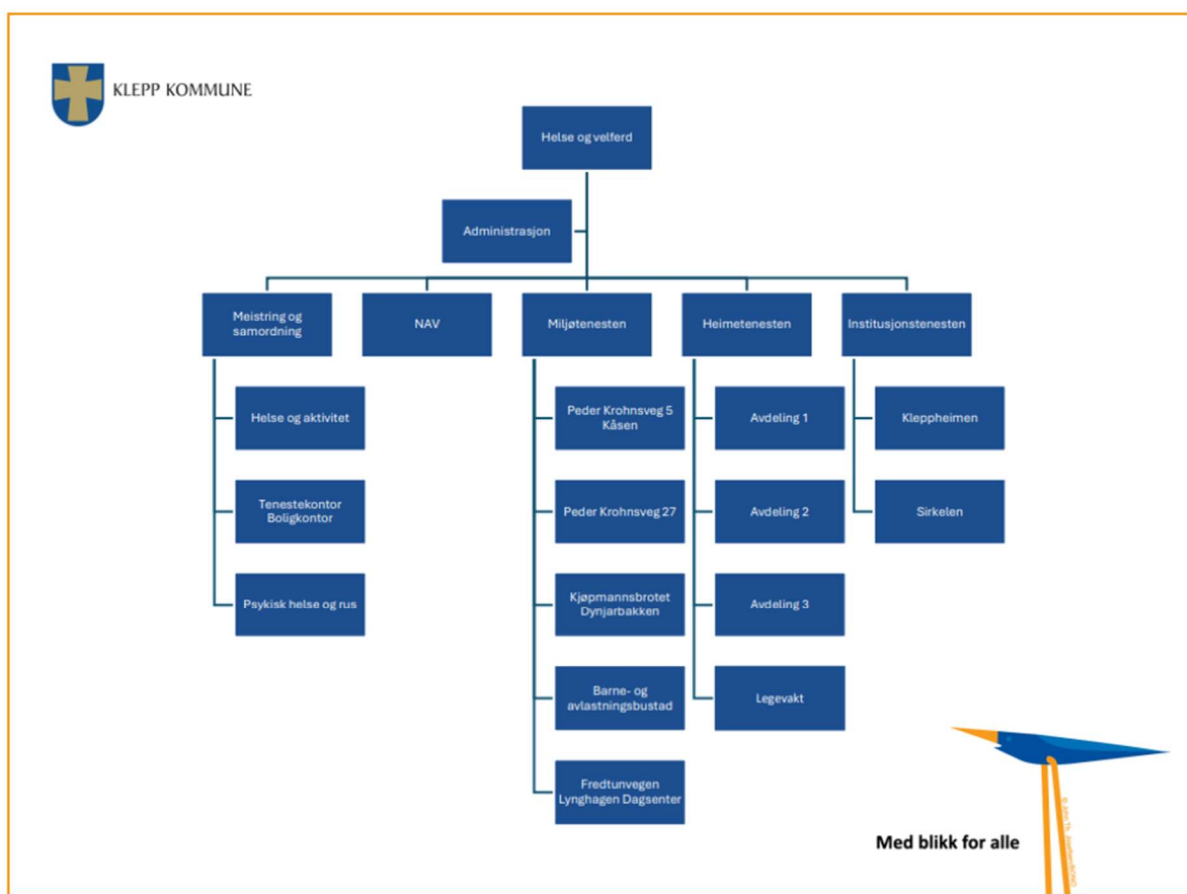 KLEPP KOMMUNE
Helse og velferd
Administrasjon
Meistring og
samordning
NAV
Miljøtenesten
Heimetenesten
Institusjonstenesten
Helse og aktivitet
Tenestekontor
Boligkontor
Psykisk helse og rus
Peder Krohnsveg 5
Kåsen
Peder Krohnsveg 27
Kjøpmannsbrotet
Dynjarbakken
Barne- og
avlastningsbustad
Fredtunvegen
Lynghagen Dagsenter
Avdeling 1
Avdeling 2
Avdeling 3
Legevakt
Kleppheimen
Sirkelen
Med blikk for alle